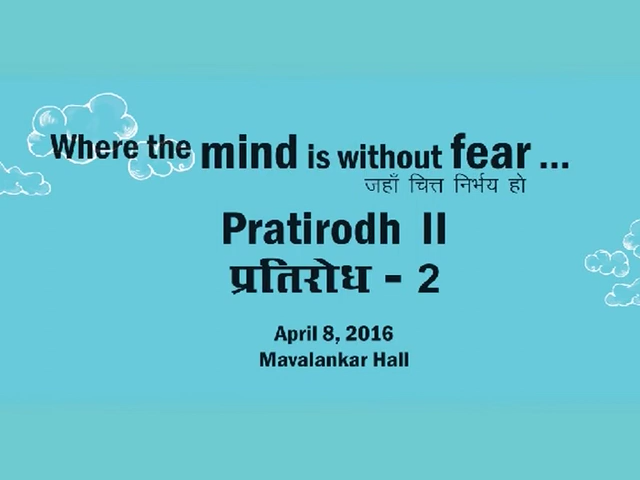 Where the mind is without fear ...
जहाँ चित्त निर्भय हो
Pratirodh II
प्रतिरोध - 2
April 8, 2016
Mavalankar Hall